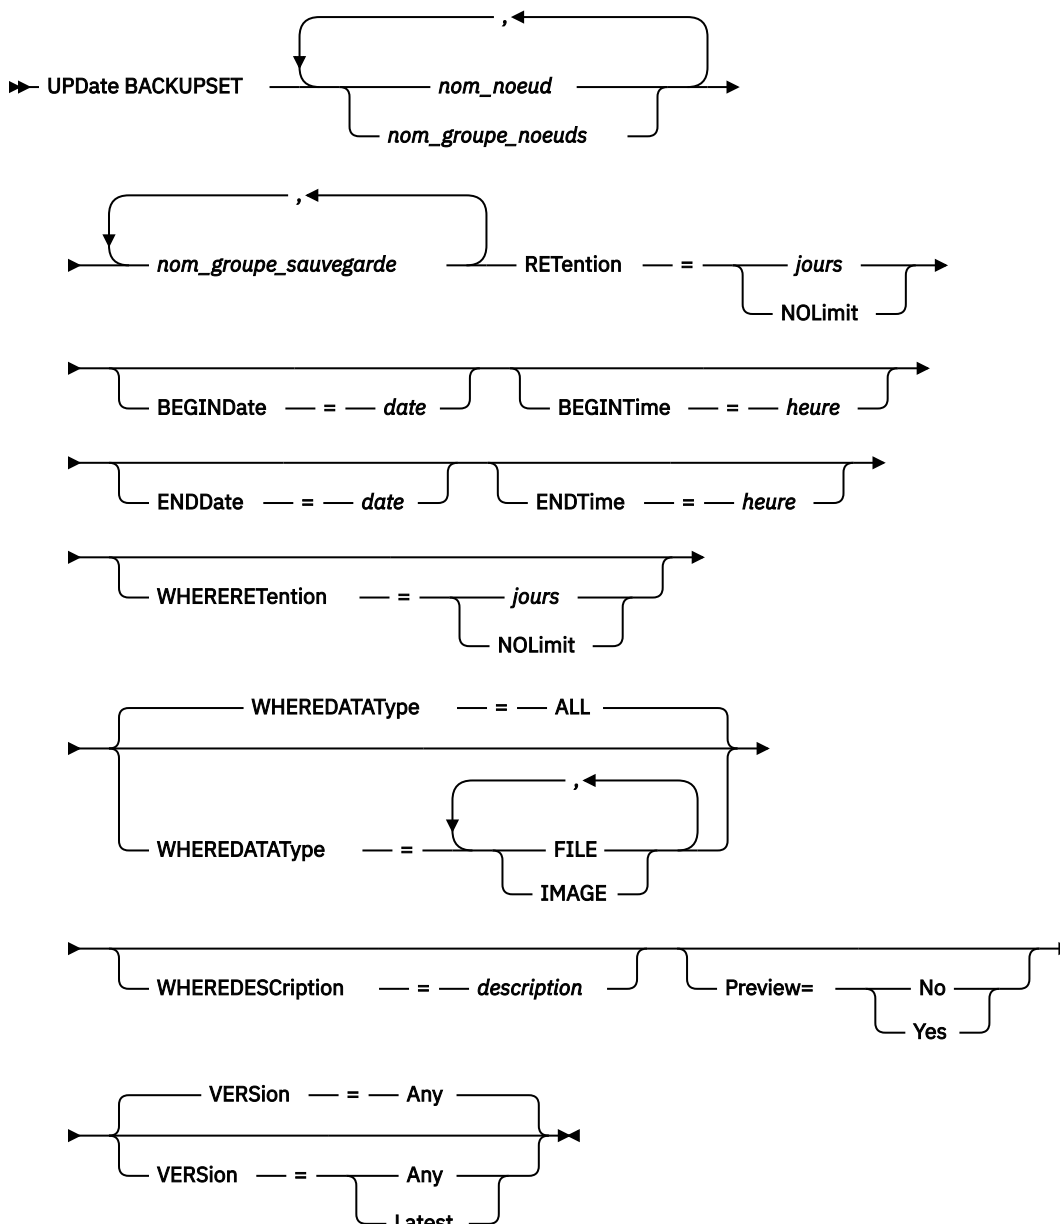 ,
UPDate BACKUPSET nom_noeud
nom_groupe_noeuds
,
nom_groupe_sauvegarde RETention = jours
NOLimit
BEGINDate = date BEGINTime = heure
ENDDate = date ENDTime = heure
WHERERETention = jours
NOLimit
WHEREDATAType = ALL
,
WHEREDATAType = FILE
IMAGE
WHEREDESCription = description Preview= No
Yes
VERSion = Any
VERSion = Any
Latest